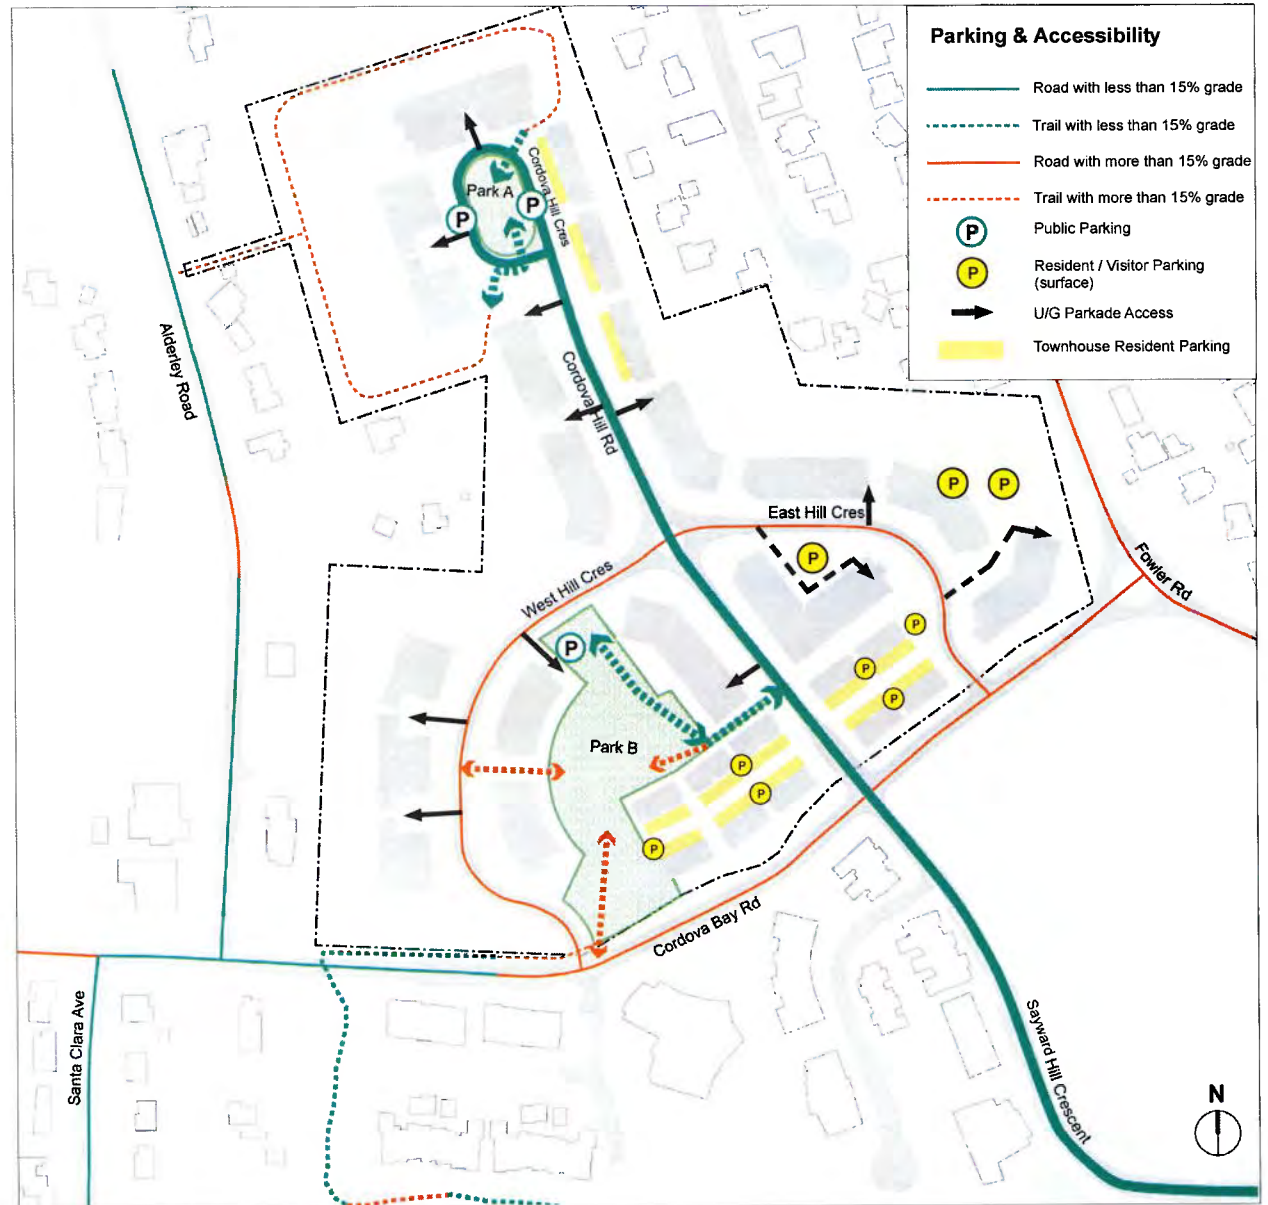 Parking & Accessibility
Road with less than 15% grade
Trail with less than 15% grade
Road with more than 15% grade
Trail with more than 15% grade
P
Public Parking
P
Resident / Visitor Parking
(surface)
U/G Parkade Access
Townhouse Resident Parking
Cordova Hill Cres
Park A
P
P
Alderley Road
Cordova Hill Rd
P
P
East Hill Cres
P
Fowler Rd
West Hill Cres
P
P
P
P
Park B
P
P
P
Cordova Bay Rd
Santa Clara Ave
Sayward Hill Crescent
N